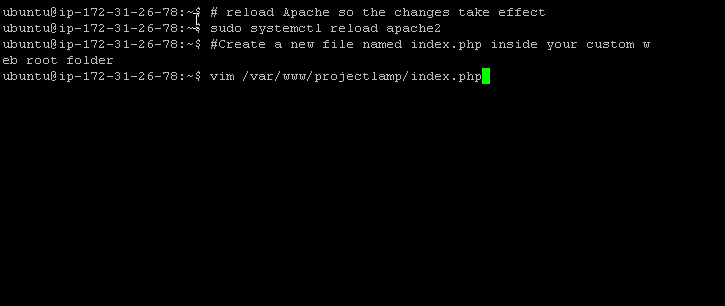 ubuntu@ip-172-31-26-78:~$ # reload Apache so the changes take effect
ubuntu@ip-172-31-26-78:~$ sudo systemctl reload apache2
ubuntu@ip-172-31-26-78:~$ #Create a new file named index.php inside your custom w
eb root folder
ubuntu@ip-172-31-26-78:~$ vim /var/www/projectlamp/index.php